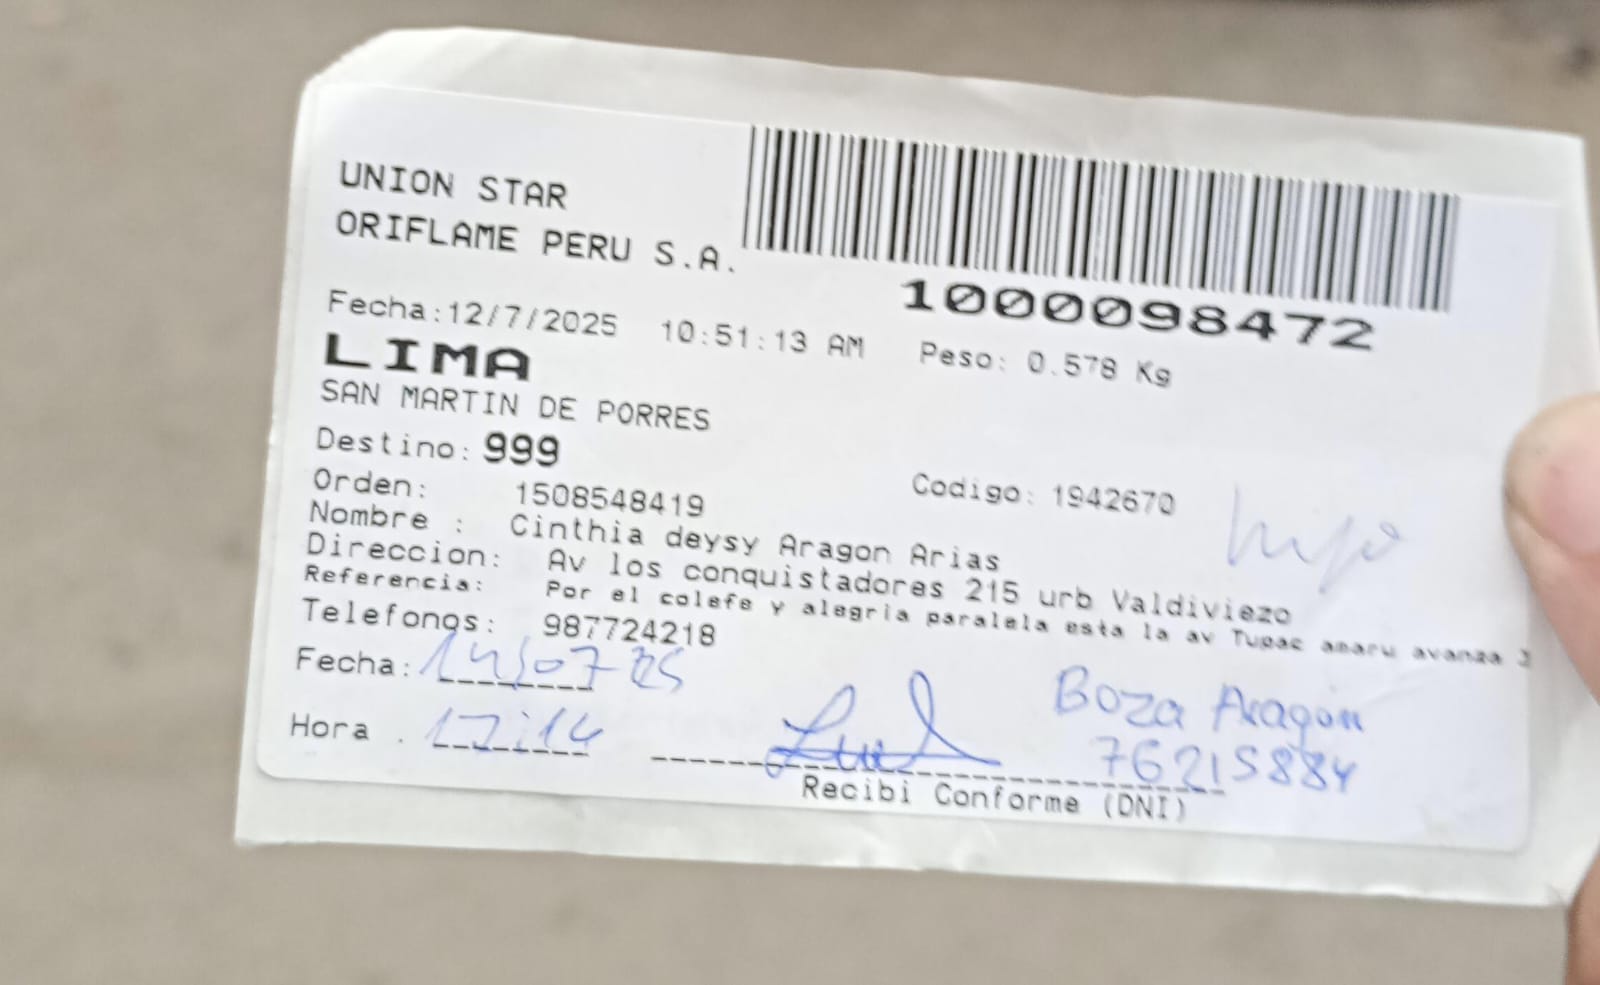 UNION STAR
ORIFLAME PERU S.A.
1000098472
Fecha:12/7/2025 10:51:13 AM Peso: 0.578 Kg
LIMA
SAN MARTIN DE PORRES
Destino: 999
Orden: 1508548419 Codigo: 1942670
Nombre : Cinthia deysy Aragon Arias
Direccion: Av los conquistadores 215 urb Valdiviezo
Referencia: Por el colefe y alegria paralela esta la av Tupac amaru avanza 3
Telefonos: 987724218
hijo
Fecha: 14/07/25
Hora . 17:14
Boza Aragón
76215884
Recibi Conforme (DNI)